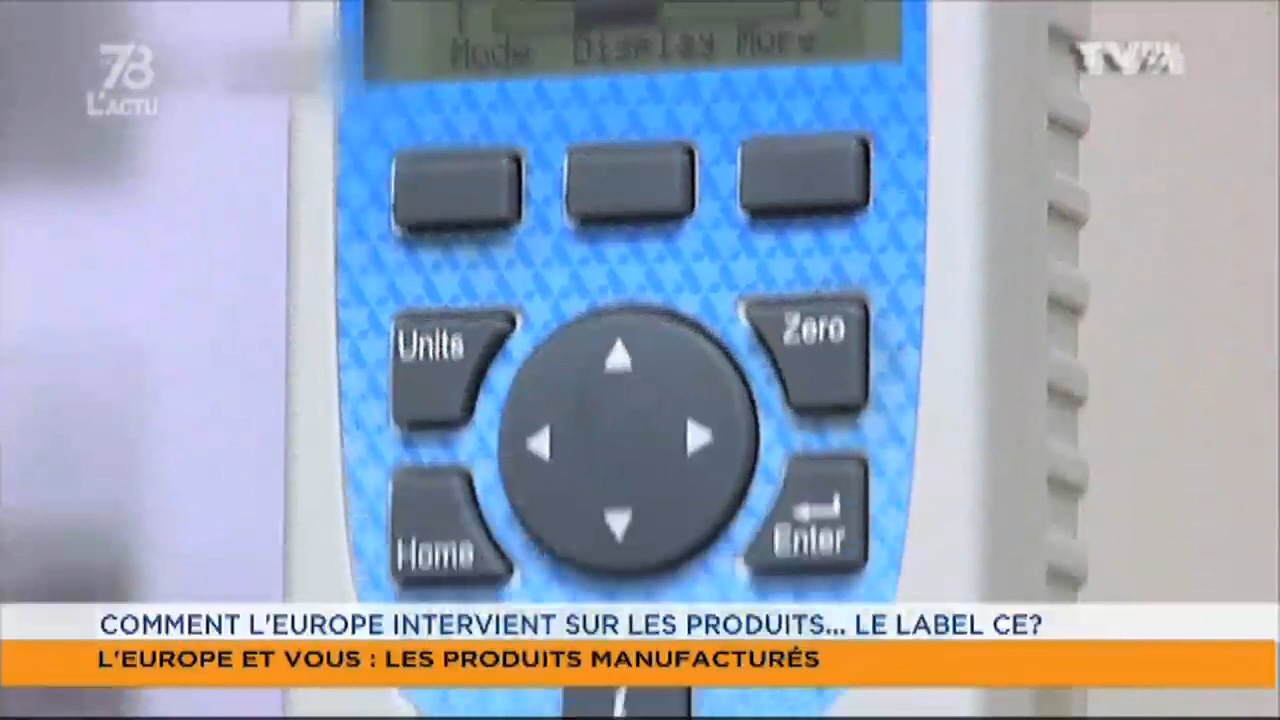 Mode Display More
78
L'ACTU
Units
Zero
Home
Enter
COMMENT L'EUROPE INTERVIENT SUR LES PRODUITS... LE LABEL CE?
L'EUROPE ET VOUS : LES PRODUITS MANUFACTURÉS